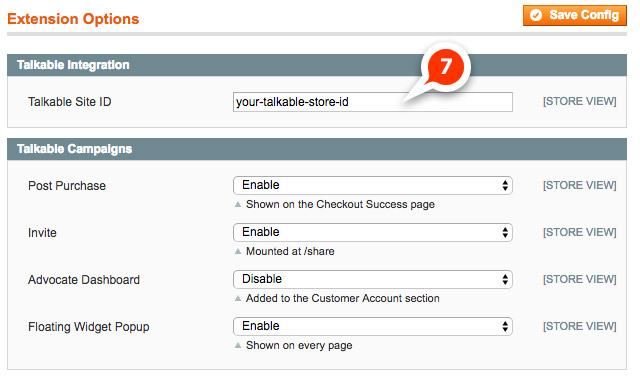 Extension Options
Save Config
Talkable Integration
7
Talkable Site ID
your-talkable-store-id
[STORE VIEW]
Talkable Campaigns
Post Purchase
Enable
[STORE VIEW]
Shown on the Checkout Success page
Invite
Enable
[STORE VIEW]
Mounted at /share
Advocate Dashboard
Disable
[STORE VIEW]
Added to the Customer Account section
Floating Widget Popup
Enable
[STORE VIEW]
Shown on every page